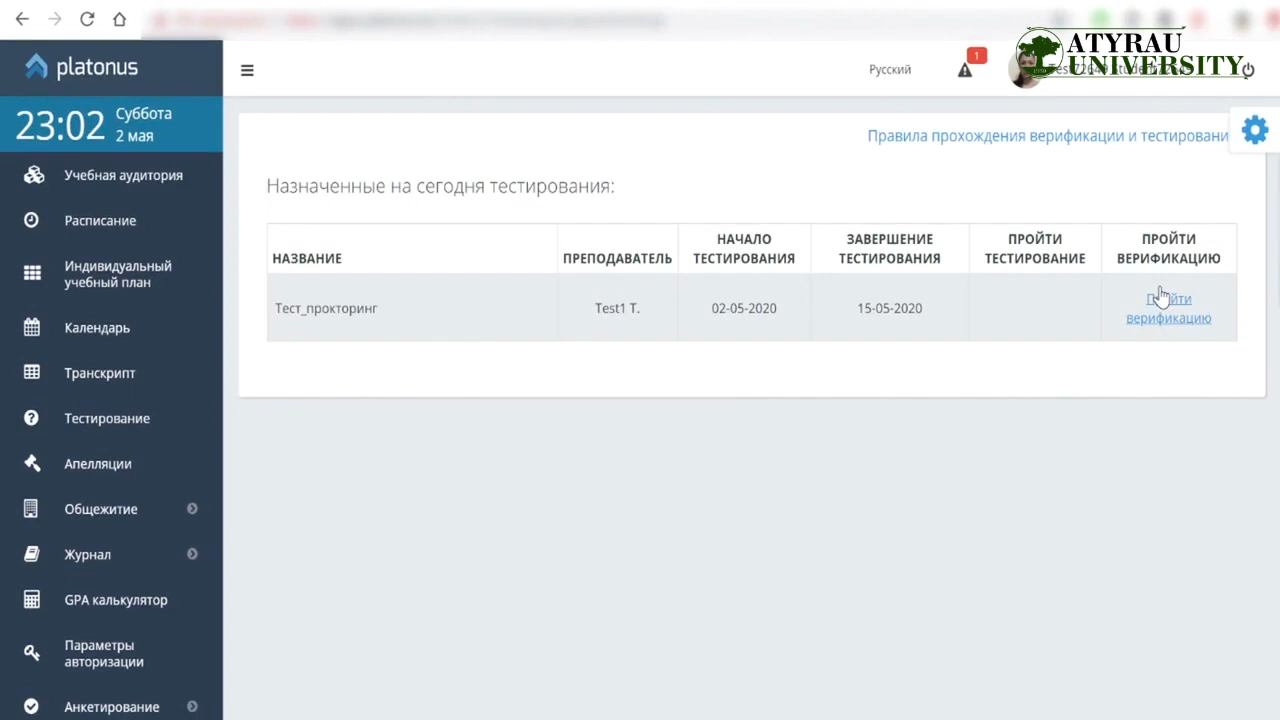 platonus
23:02
Суббота
2 мая
Русский
1
ATYRAU
UNIVERSITY
Учебная аудитория
Расписание
Индивидуальный
учебный план
Календарь
Транскрипт
Тестирование
Апелляции
Общежитие
Журнал
GPA калькулятор
Параметры
авторизации
Анкетирование
Правила прохождения верификации и тестировани
Назначенные на сегодня тестирования:
НАЗВАНИЕ
ПРЕПОДАВАТЕЛЬ
НАЧАЛО
ТЕСТИРОВАНИЯ
ЗАВЕРШЕНИЕ
ТЕСТИРОВАНИЯ
ПРОЙТИ
ТЕСТИРОВАНИЕ
ПРОЙТИ
ВЕРИФИКАЦИЮ
Тест_прокторинг
Test1 T.
02-05-2020
15-05-2020
Пройти
верификацию